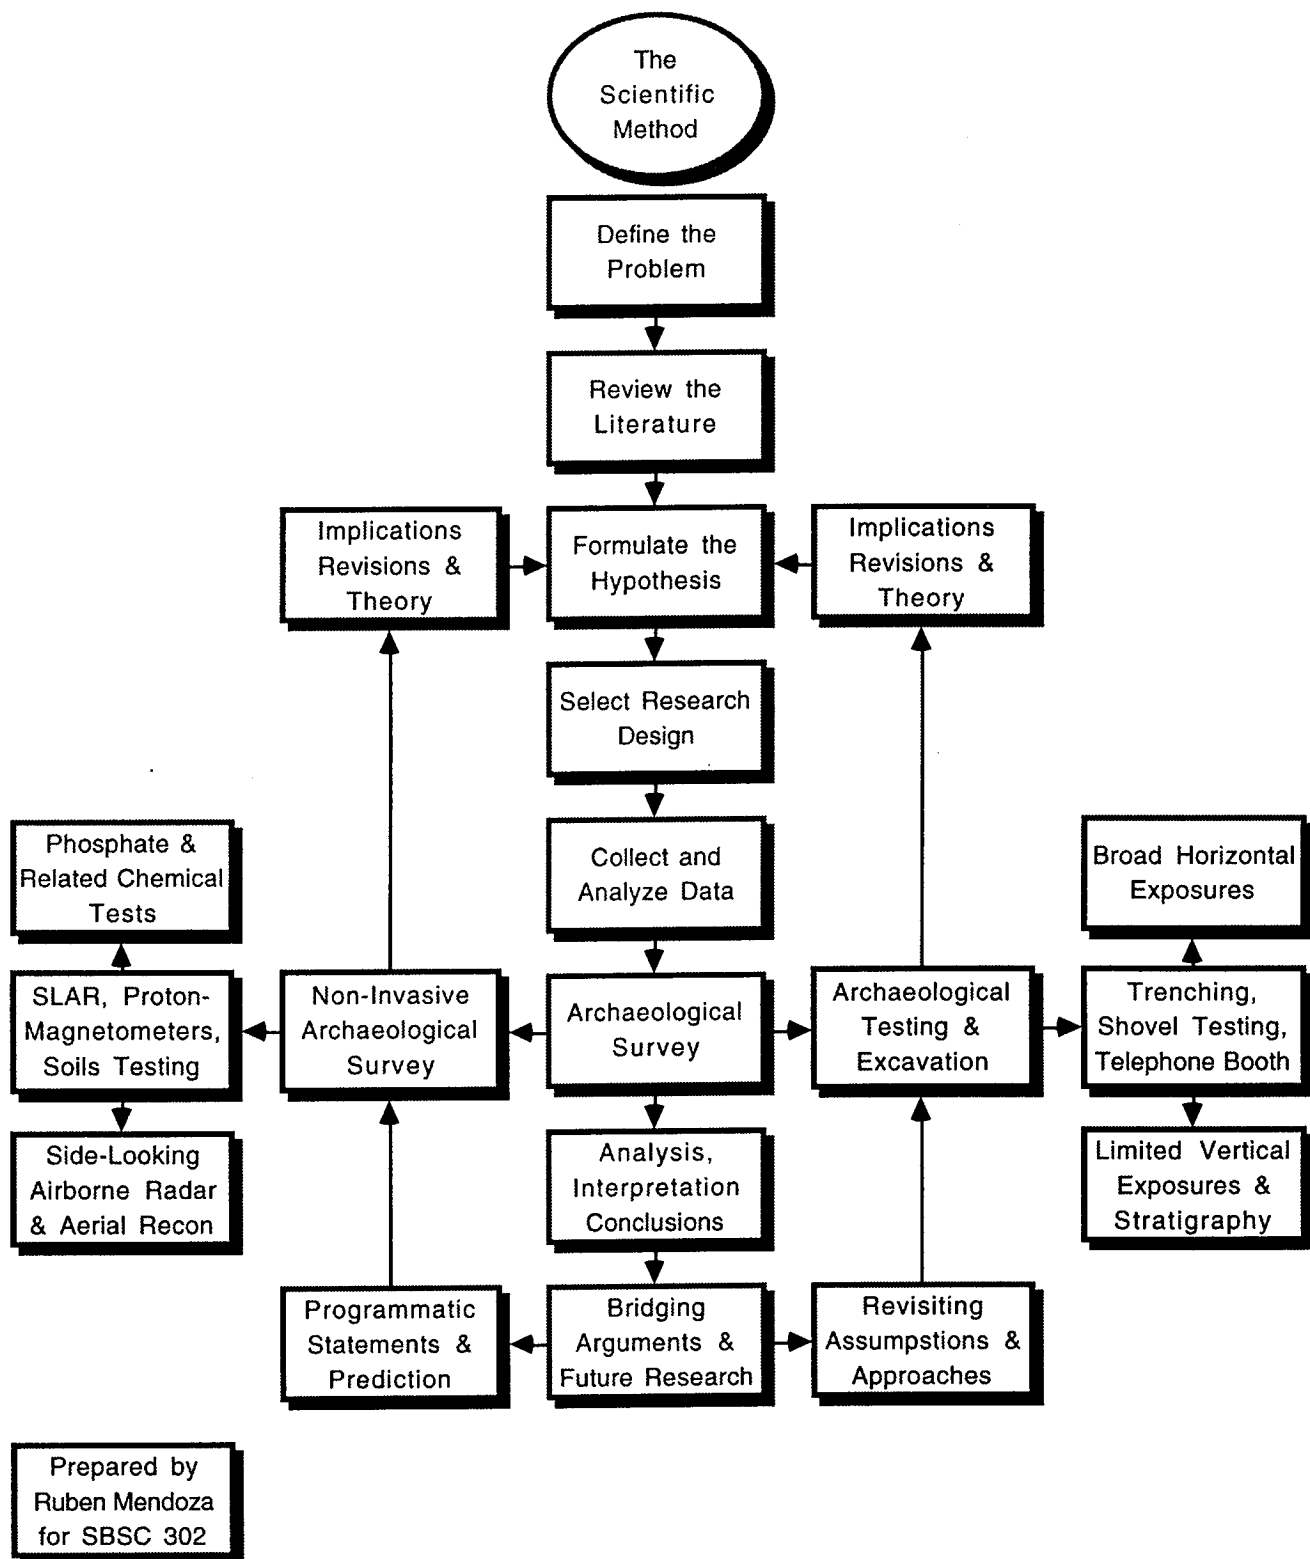 The
Scientific
Method
Define the
Problem
Review the
Literature
Implications
Revisions &
Theory
Formulate the
Hypothesis
Implications
Revisions &
Theory
Select Research
Design
Collect and
Analyze Data
Phosphate &
Related Chemical
Tests
Broad Horizontal
Exposures
SLAR, Proton-
Magnetometers,
Soils Testing
Non-Invasive
Archaeological
Survey
Archaeological
Survey
Archaeological
Testing &
Excavation
Trenching,
Shovel Testing,
Telephone Booth
Side-Looking
Airborne Radar
& Aerial Recon
Analysis,
Interpretation
Conclusions
Limited Vertical
Exposures &
Stratigraphy
Programmatic
Statements &
Prediction
Bridging
Arguments &
Future Research
Revisiting
Assumpstions &
Approaches
Prepared by
Ruben Mendoza
for SBSC 302